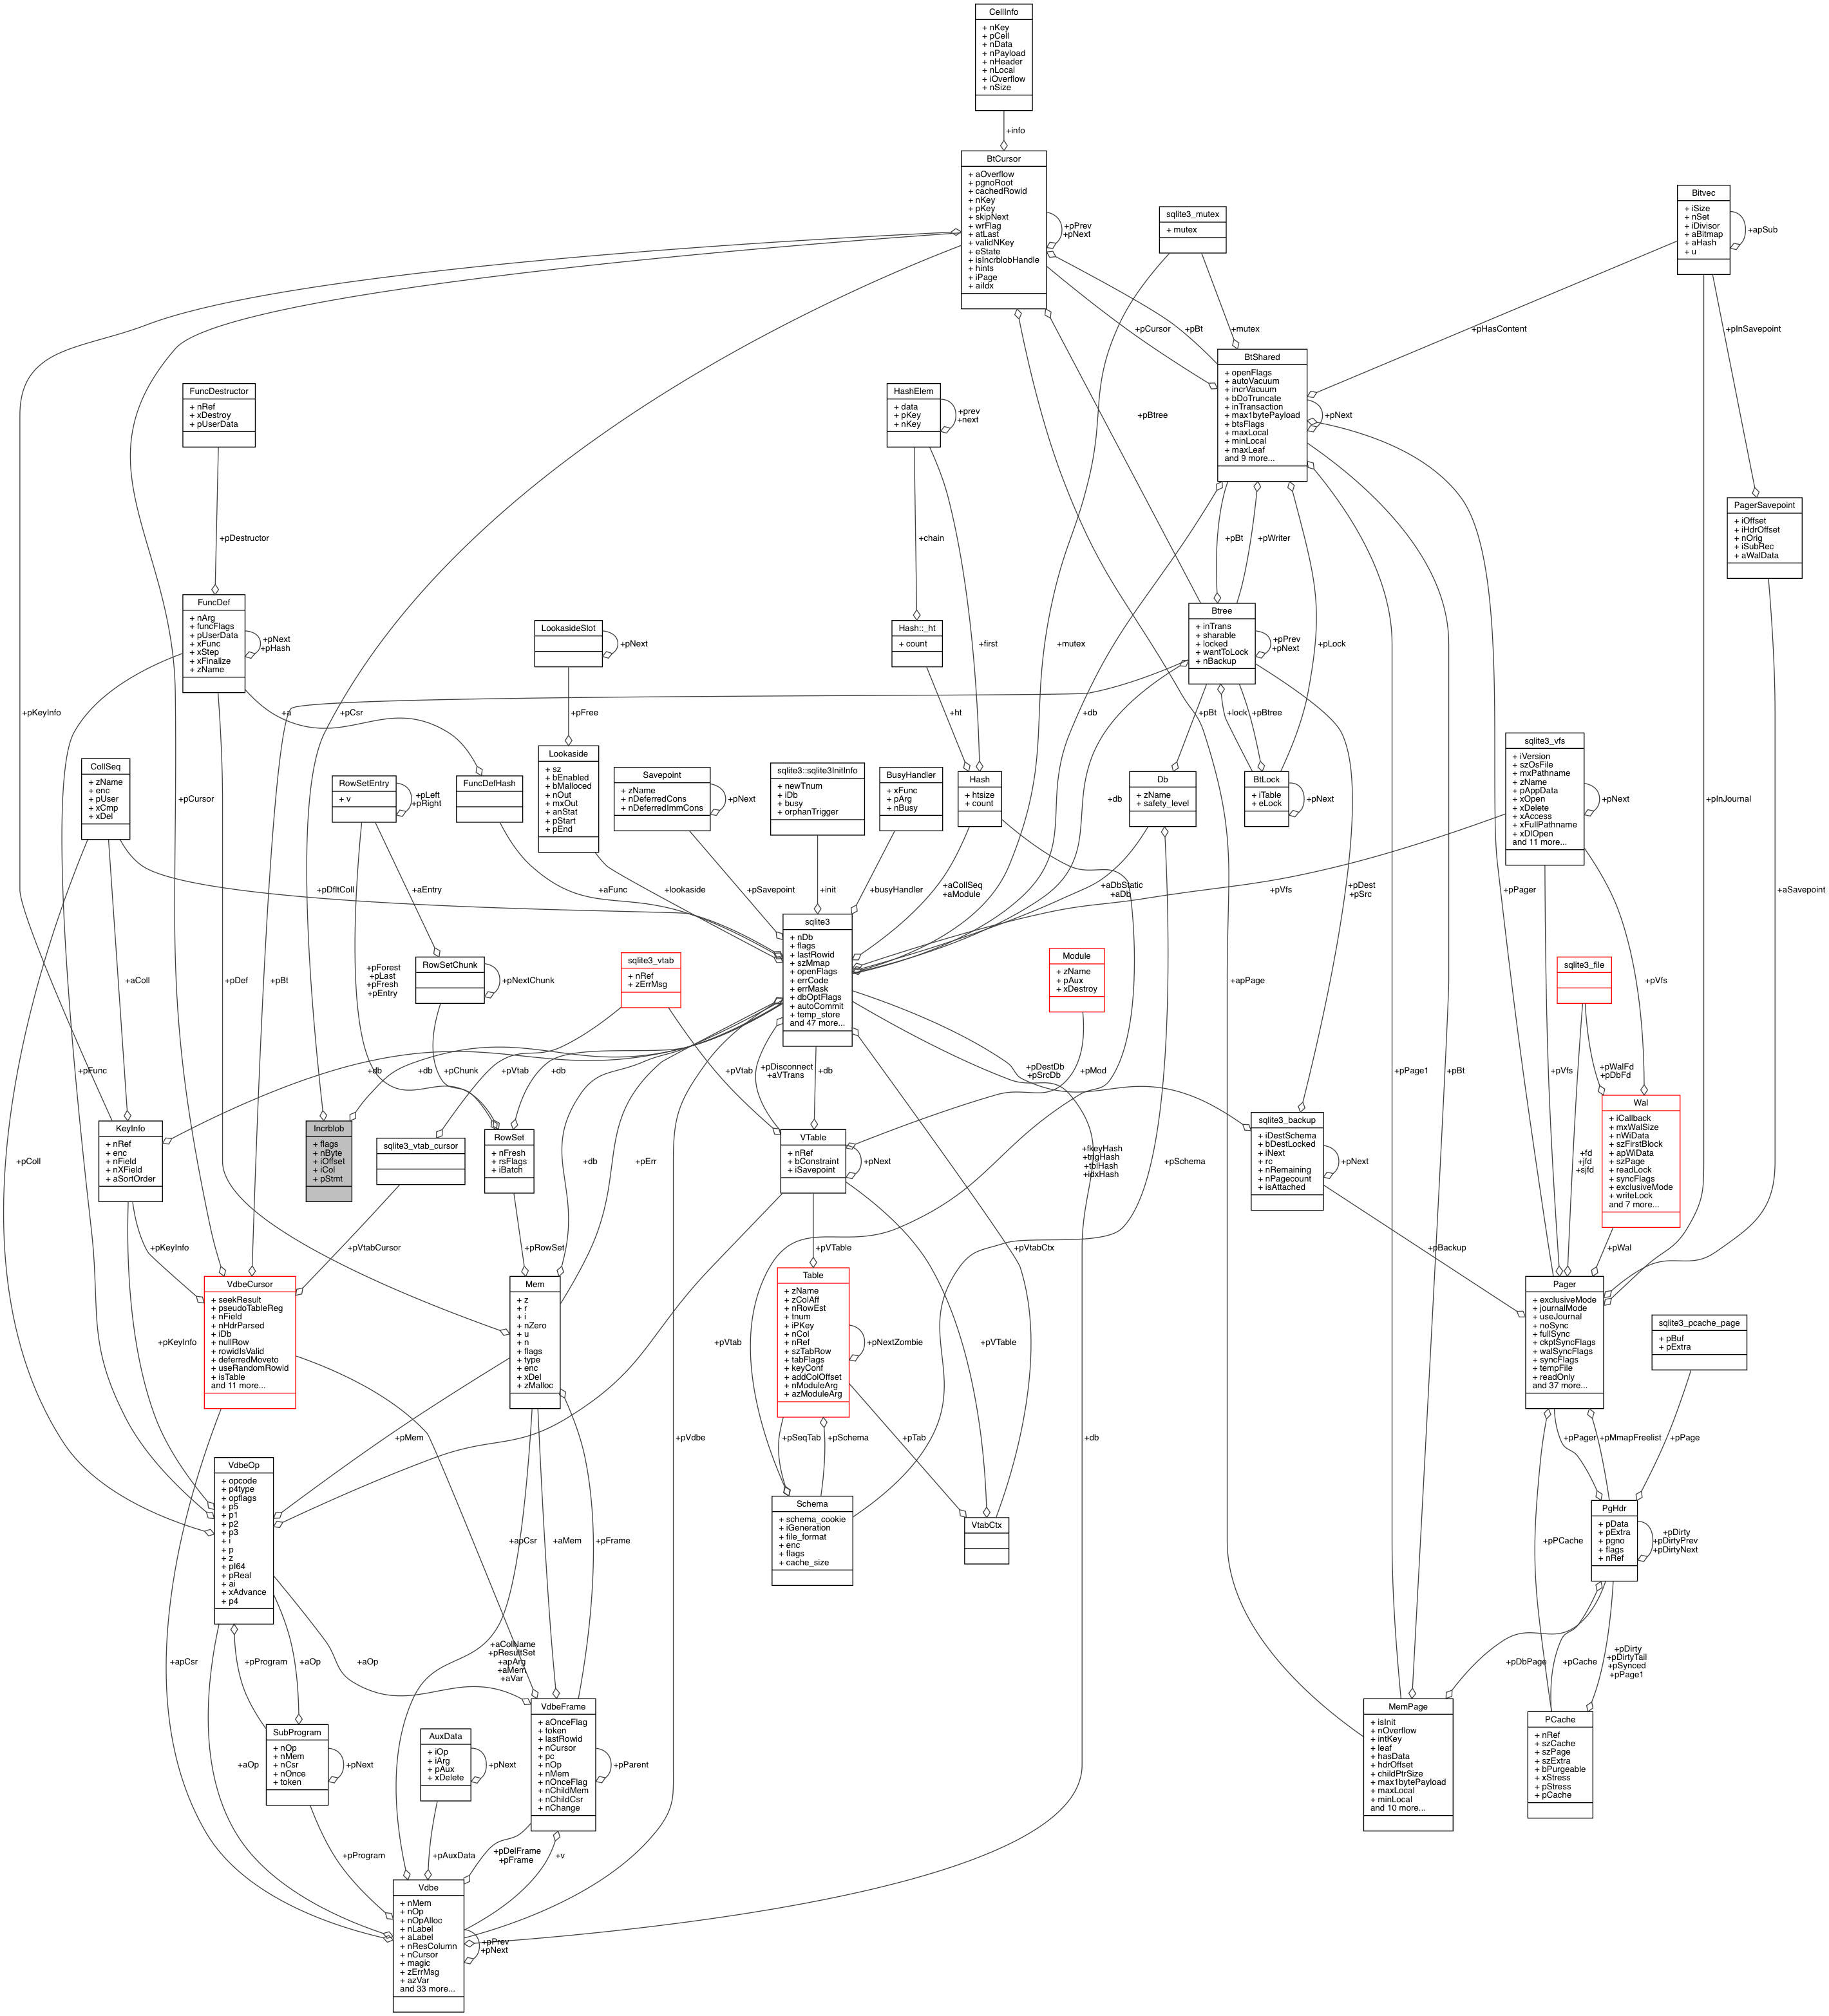 CellInfo
+ nKey
+ pCell
+ nData
+ nPayload
+ nHeader
+ nLocal
+ iOverflow
+ nSize
+info
BtCursor
+ aOverflow
+ pgnoRoot
+ cachedRowid
+ nKey
+ pKey
+ skipNext
+ wrFlag
+ atLast
+ validNKey
+ eState
+ isIncrblobHandle
+ hints
+ iPage
+ aiIdx
+pPrev
+pNext
sqlite3_mutex
+ mutex
Bitvec
+ iSize
+ nSet
+ iDivisor
+ aBitmap
+ aHash
+ u
+apSub
+pCursor
+pBt
+mutex
+pHasContent
+pInSavepoint
BtShared
+ openFlags
+ autoVacuum
+ incrVacuum
+ bDoTruncate
+ inTransaction
+ max1bytePayload
+ btsFlags
+ maxLocal
+ minLocal
+ maxLeaf
and 9 more...
+pNext
FuncDestructor
+ nRef
+ xDestroy
+ pUserData
HashElem
+ data
+ pKey
+ nKey
+prev
+next
+pBtree
PagerSavepoint
+ iOffset
+ iHdrOffset
+ nOrig
+ iSubRec
+ aWalData
+pDestructor
+chain
+pBt
+pWriter
FuncDef
+ nArg
+ funcFlags
+ pUserData
+ xFunc
+ xStep
+ xFinalize
+ zName
+pNext
+pHash
LookasideSlot
+pNext
Hash::_ht
+ count
+first
+mutex
Btree
+ inTrans
+ sharable
+ locked
+ wantToLock
+ nBackup
+pPrev
+pNext
+pLock
+pKeyInfo
+pCsr
+a
+pFree
+ht
+db
+pBt
+lock
+pBtree
CollSeq
+ zName
+ enc
+ pUser
+ xCmp
+ xDel
+pCursor
RowSetEntry
+ v
+pLeft
+pRight
FuncDefHash
Lookaside
+ sz
+ bEnabled
+ bMalloced
+ nOut
+ mxOut
+ anStat
+ pStart
+ pEnd
Savepoint
+ zName
+ nDeferredCons
+ nDeferredImmCons
+pNext
sqlite3::sqlite3InitInfo
+ newTnum
+ iDb
+ busy
+ orphanTrigger
BusyHandler
+ xFunc
+ pArg
+ nBusy
Hash
+ htsize
+ count
+db
Db
+ zName
+ safety_level
BtLock
+ iTable
+ eLock
+pNext
sqlite3_vfs
+ iVersion
+ szOsFile
+ mxPathname
+ zName
+ pAppData
+ xOpen
+ xDelete
+ xAccess
+ xFullPathname
+ xDlOpen
and 11 more...
+pNext
+pInJournal
+pDfltColl
+aEntry
+aFunc
+lookaside
+pSavepoint
+init
+busyHandler
+aCollSeq
+aModule
+aDbStatic
+aDb
+pVfs
+pDest
+pSrc
+pPager
+aSavepoint
sqlite3
+ nDb
+ flags
+ lastRowid
+ szMmap
+ openFlags
+ errCode
+ errMask
+ dbOptFlags
+ autoCommit
+ temp_store
and 47 more...
+aColl
+pDef
+pBt
+pForest
+pLast
+pFresh
+pEntry
RowSetChunk
+pNextChunk
sqlite3_vtab
+ nRef
+ zErrMsg
Module
+ zName
+ pAux
+ xDestroy
+apPage
sqlite3_file
+pVfs
+pFunc
+db
+db
+pChunk
+pVtab
+db
+pVtab
+pDisconnect
+aVTrans
+db
+pMod
+pDestDb
+pSrcDb
+pPage1
+pBt
+pVfs
+pWalFd
+pDbFd
Wal
+ iCallback
+ mxWalSize
+ nWiData
+ szFirstBlock
+ apWiData
+ szPage
+ readLock
+ syncFlags
+ exclusiveMode
+ writeLock
and 7 more...
KeyInfo
+ nRef
+ enc
+ nField
+ nXField
+ aSortOrder
Incrblob
+ flags
+ nByte
+ iOffset
+ iCol
+ pStmt
sqlite3_vtab_cursor
RowSet
+ nFresh
+ rsFlags
+ iBatch
VTable
+ nRef
+ bConstraint
+ iSavepoint
+pNext
sqlite3_backup
+ iDestSchema
+ bDestLocked
+ iNext
+ rc
+ nRemaining
+ nPagecount
+ isAttached
+pNext
+pColl
+db
+pErr
+fkeyHash
+trigHash
+tblHash
+idxHash
+pSchema
+fd
+jfd
+sjfd
+pKeyInfo
+pVtabCursor
+pRowSet
+pVTable
+pVtabCtx
+pBackup
+pWal
VdbeCursor
+ seekResult
+ pseudoTableReg
+ nField
+ nHdrParsed
+ iDb
+ nullRow
+ rowidIsValid
+ deferredMoveto
+ useRandomRowid
+ isTable
and 11 more...
Mem
+ z
+ r
+ i
+ nZero
+ u
+ n
+ flags
+ type
+ enc
+ xDel
+ zMalloc
Table
+ zName
+ zColAff
+ nRowEst
+ tnum
+ iPKey
+ nCol
+ nRef
+ szTabRow
+ tabFlags
+ keyConf
+ addColOffset
+ nModuleArg
+ azModuleArg
+pNextZombie
Pager
+ exclusiveMode
+ journalMode
+ useJournal
+ noSync
+ fullSync
+ ckptSyncFlags
+ walSyncFlags
+ syncFlags
+ tempFile
+ readOnly
and 37 more...
sqlite3_pcache_page
+ pBuf
+ pExtra
+pKeyInfo
+pVtab
+pVTable
+pMem
+pVdbe
+pSeqTab
+pSchema
+pTab
+db
+pPager
+pMmapFreelist
+pPage
VdbeOp
+ opcode
+ p4type
+ opflags
+ p5
+ p1
+ p2
+ p3
+ i
+ p
+ z
+ pI64
+ pReal
+ ai
+ xAdvance
+ p4
Schema
+ schema_cookie
+ iGeneration
+ file_format
+ enc
+ flags
+ cache_size
VtabCtx
PgHdr
+ pData
+ pExtra
+ pgno
+ flags
+ nRef
+pDirty
+pDirtyPrev
+pDirtyNext
+apCsr
+aMem
+pFrame
+pPCache
+apCsr
+pProgram
+aOp
+aOp
+aColName
+pResultSet
+apArg
+aMem
+aVar
+pDbPage
+pCache
+pDirty
+pDirtyTail
+pSynced
+pPage1
+aOp
SubProgram
+ nOp
+ nMem
+ nCsr
+ nOnce
+ token
+pNext
AuxData
+ iOp
+ iArg
+ pAux
+ xDelete
+pNext
VdbeFrame
+ aOnceFlag
+ token
+ lastRowid
+ nCursor
+ pc
+ nOp
+ nMem
+ nOnceFlag
+ nChildMem
+ nChildCsr
+ nChange
+pParent
MemPage
+ isInit
+ nOverflow
+ intKey
+ leaf
+ hasData
+ hdrOffset
+ childPtrSize
+ max1bytePayload
+ maxLocal
+ minLocal
and 10 more...
PCache
+ nRef
+ szCache
+ szPage
+ szExtra
+ bPurgeable
+ xStress
+ pStress
+ pCache
+pProgram
+pAuxData
+pDelFrame
+pFrame
+v
Vdbe
+ nMem
+ nOp
+ nOpAlloc
+ nLabel
+ aLabel
+ nResColumn
+ nCursor
+ magic
+ zErrMsg
+ azVar
and 33 more...
+pPrev
+pNext